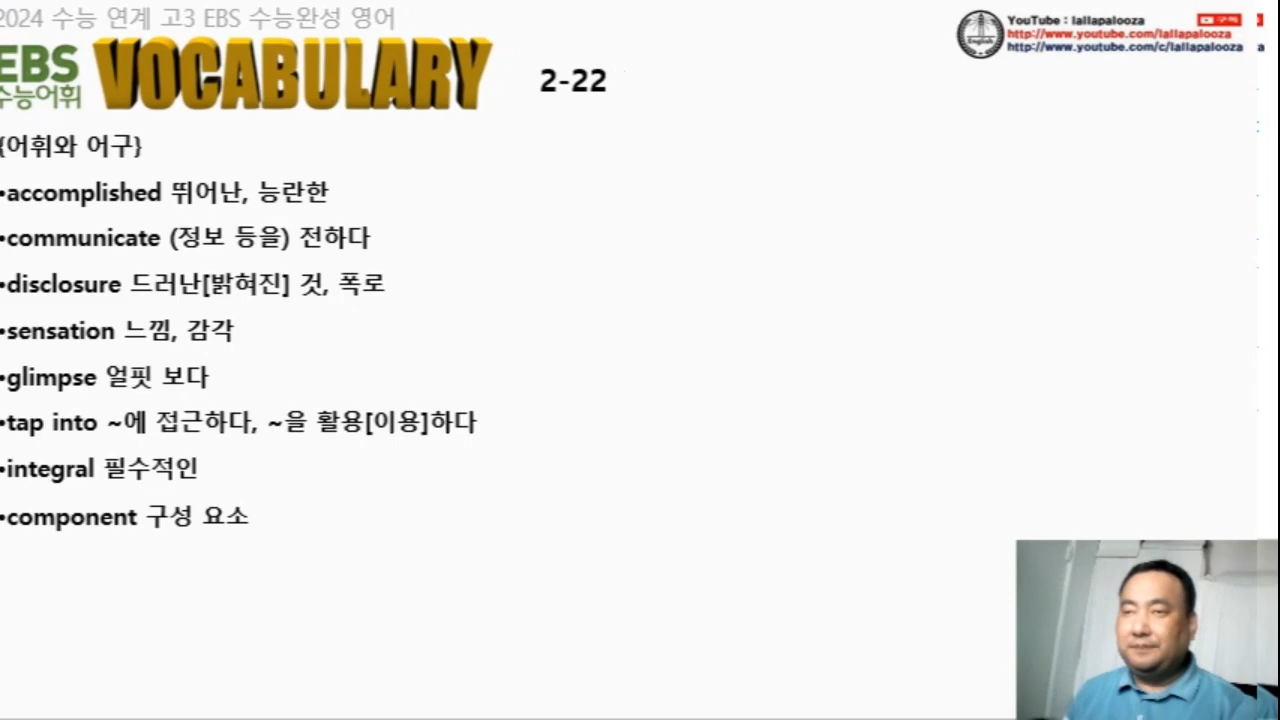 2024 수능 연계 고3 EBS 수능완성 영어
EBS
수능어휘
VOCABULARY
2-22
English
YouTube : lallapalooza
구독
http://www.youtube.com/lallapalooza
http://www.youtube.com/c/lallapalooza
{어휘와 어구}
•accomplished 뛰어난, 능란한
•communicate (정보 등을) 전하다
•disclosure 드러난[밝혀진] 것, 폭로
•sensation 느낌, 감각
•glimpse 얼핏 보다
•tap into ~에 접근하다, ~을 활용[이용]하다
•integral 필수적인
•component 구성 요소